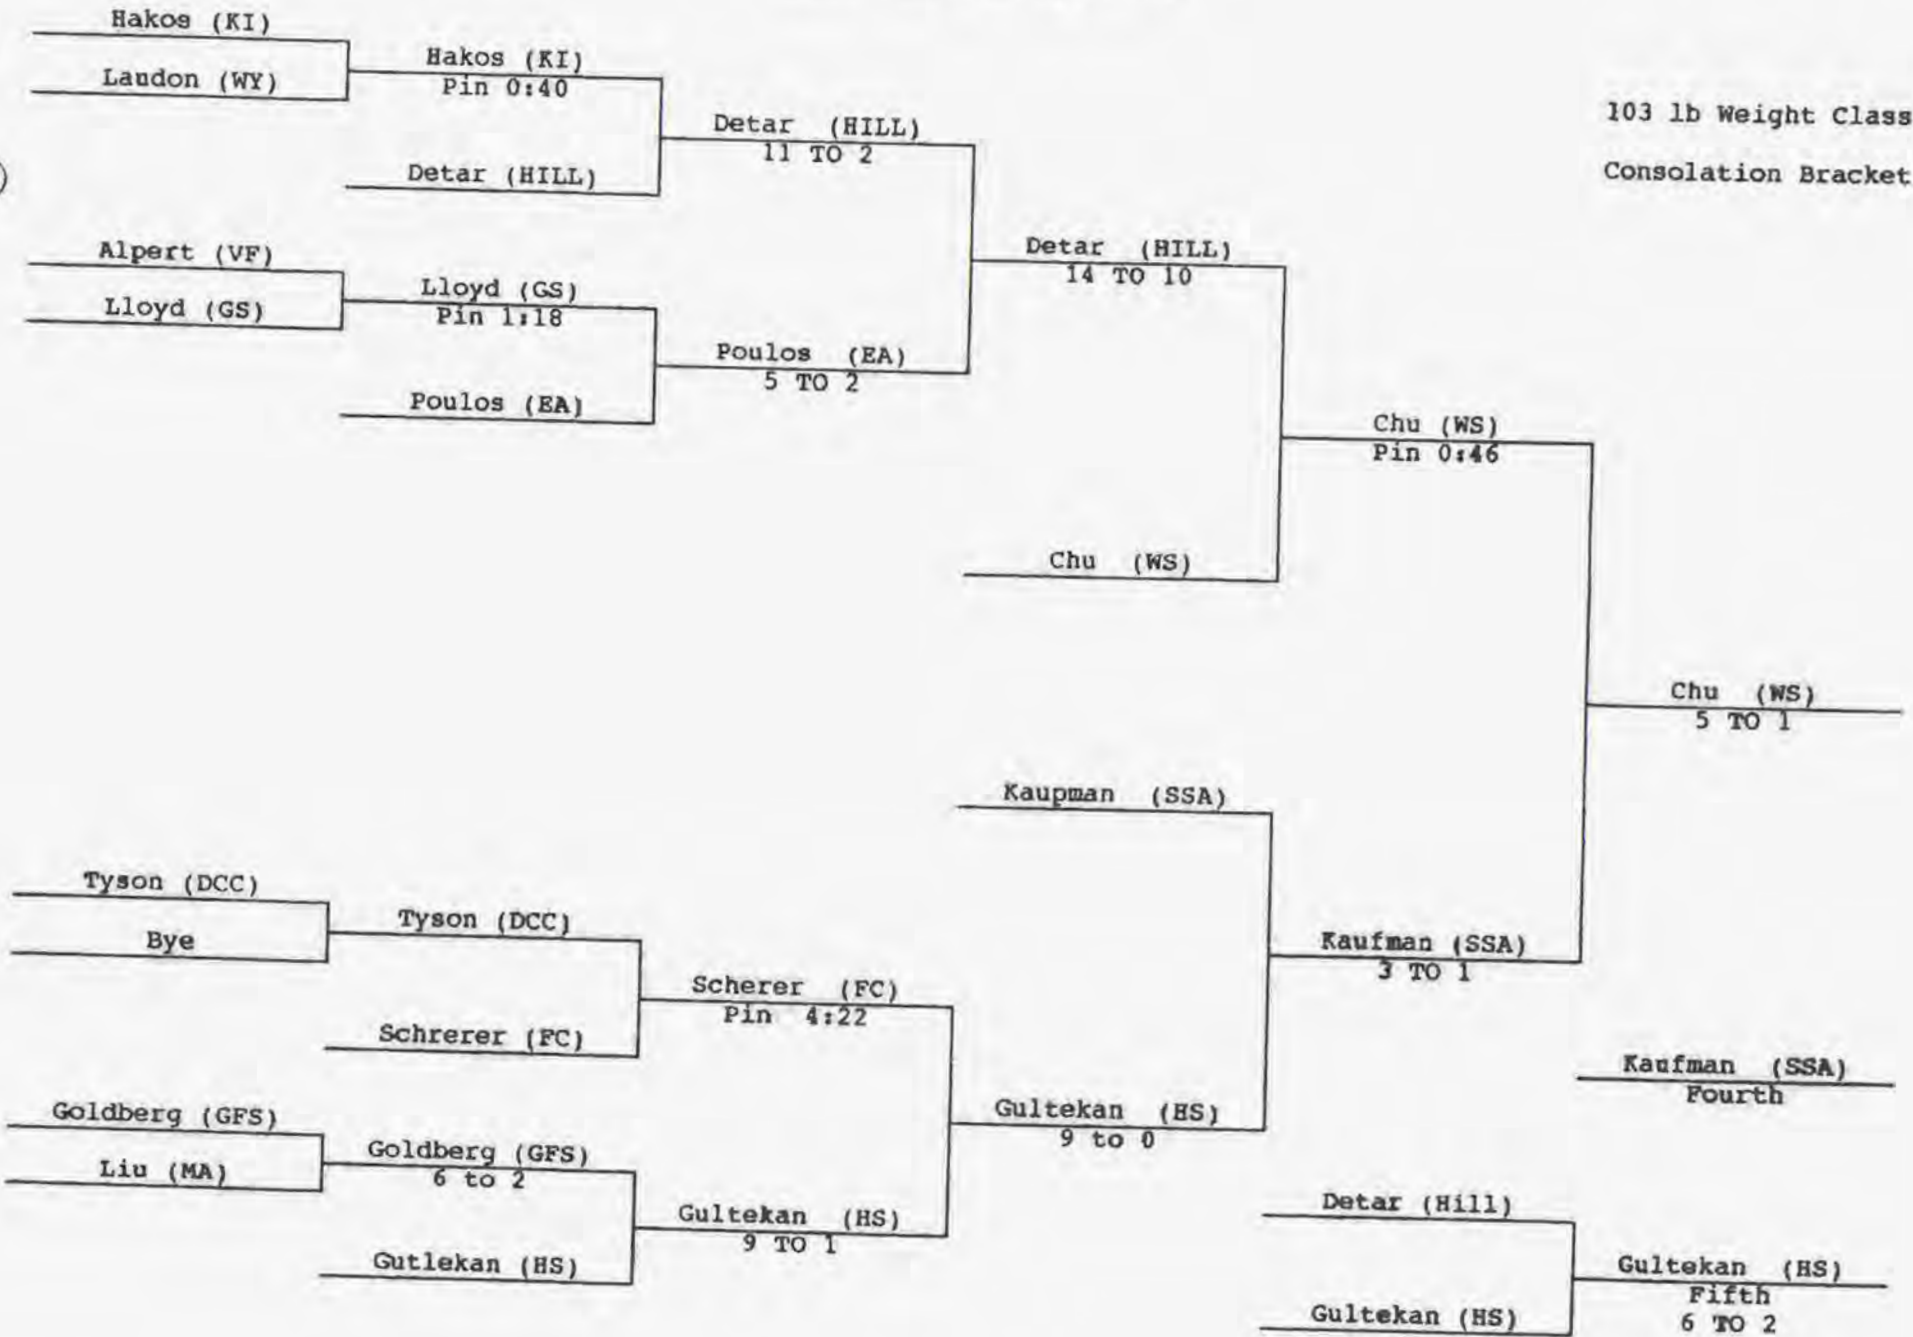 Hakos (KI)
Laudon (WY)
Hakos (KI)
Pin 0:40
Detar (HILL)
Detar (HILL)
11 TO 2
Alpert (VF)
Lloyd (GS)
Lloyd (GS)
Pin 1:18
Poulos (EA)
Poulos (EA)
5 TO 2
Detar (HILL)
14 TO 10
Chu (WS)
Chu (WS)
Pin 0:46
103 lb Weight Class
Consolation Bracket
Chu (WS)
5 TO 1
Kaupman (SSA)
Tyson (DCC)
Bye
Tyson (DCC)
Schrerer (FC)
Scherer (FC)
Pin 4:22
Goldberg (GFS)
Liu (MA)
Goldberg (GFS)
6 to 2
Gutlekan (HS)
Gultekan (HS)
9 TO 1
Gultekan (HS)
9 to 0
Kaufman (SSA)
3 TO 1
Kaufman (SSA)
Fourth
Detar (Hill)
Gultekan (HS)
Gultekan (HS)
Fifth
6 TO 2